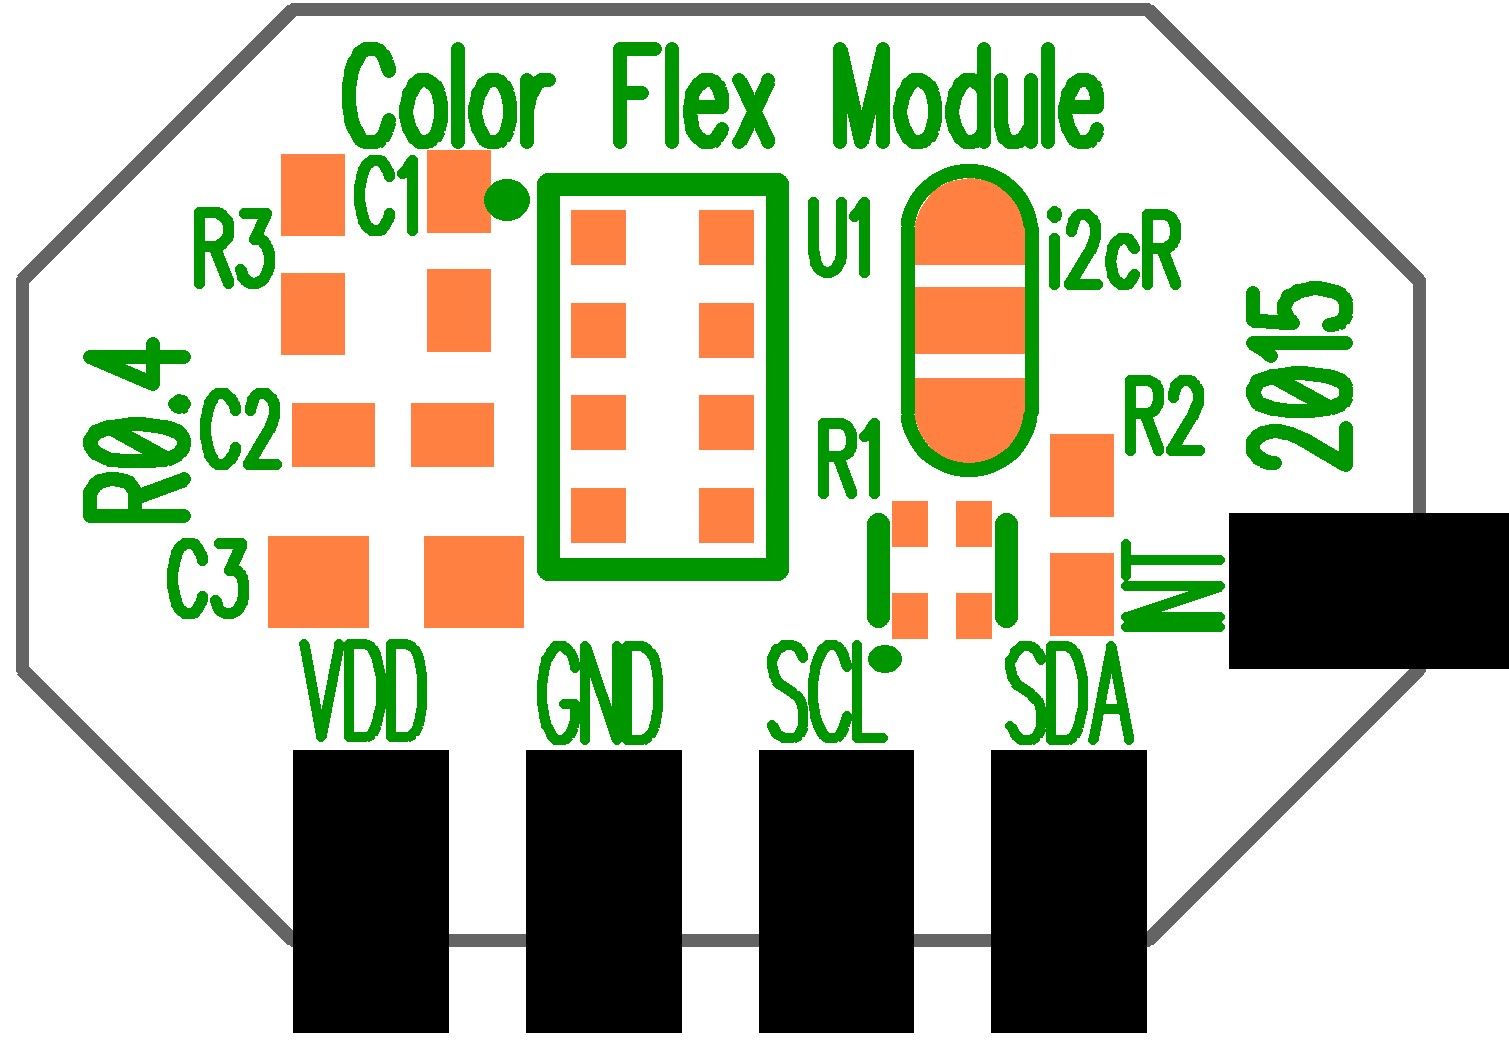 Color Flex Module
C1
U1
R3
i2cR
2015
R0.4
C2
R2
R1
C3
INT
VDD GND SCL SDA